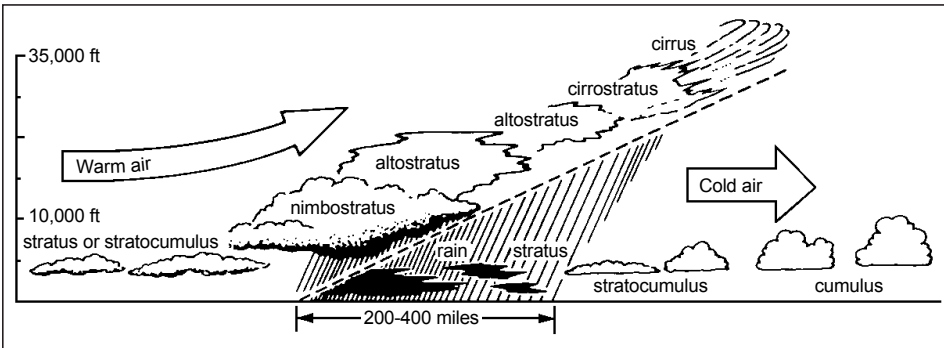 35,000 ft
cirrus
cirrostratus
altostratus
altostratus
Warm air
Cold air
nimbostratus
10,000 ft
stratus or stratocumulus
rain
stratus
stratocumulus
cumulus
200-400 miles